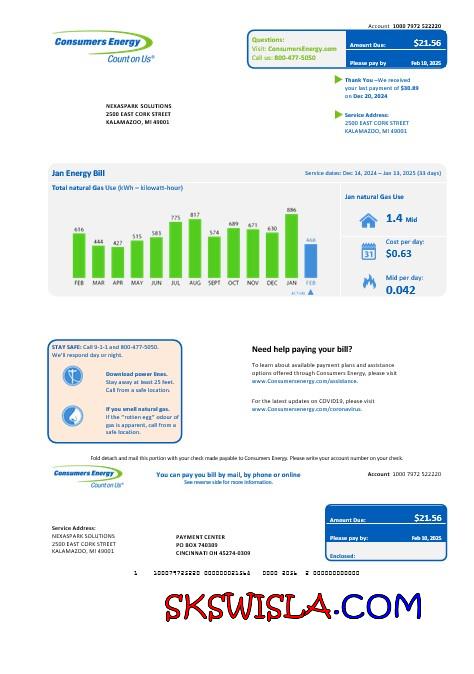 Account 1000 7972 522220
Consumers Energy
Count on Us®
Questions:
Visit: ConsumersEnergy.com
Call us: 800-477-5050
Amount Due: $21.56
Please pay by Feb 10, 2025
Thank You –We received
your last payment of $30.89
on Dec 20, 2024
NEXASPARK SOLUTIONS
2500 EAST CORK STREET
KALAMAZOO, MI 49001
Service Address:
2500 EAST CORK STREET
KALAMAZOO, MI 49001
Jan Energy Bill
Service dates: Dec 14, 2024 – Jan 13, 2025 (33 days)
Total natural Gas Use (kWh – kilowatt-hour)
Jan natural Gas Use
616 444 427 515 583 775 817 574 689 671 630 886 468
FEB MAR APR MAY JUN JUL AUG SEP OCT NOV DEC JAN FEB
1.4 Mid
Cost per day:
31 $0.63
Mid per day:
0.042
STAY SAFE: Call 9-1-1 and 800-477-5050.
We'll respond day or night.
Download power lines.
Stay away at least 25 feet.
Call from a safe location.
If you smell natural gas.
If the "rotten egg" odour of
gas is apparent, call from a
safe location.
Need help paying your bill?
To learn about available payment plans and assistance
options offered through Consumers Energy, please visit
www.Consumersenergy.com/assistance.
For the latest updates on COVID19, please visit
www.Consumersenergy.com/coronavirus.
Fold detach and mail this portion with your check made payable to Consumers Energy. Please write your account number on your check.
Consumers Energy
Count on Us®
You can pay you bill by mail, by phone or online
See reverse side for more information.
Account 1000 7972 522220
Amount Due: $21.56
Please pay by: Feb 10, 2025
Enclosed:
Service Address:
NEXASPARK SOLUTIONS
2500 EAST CORK STREET
KALAMAZOO, MI 49001
PAYMENT CENTER
PO BOX 740309
CINCINNATI OH 45274-0309
SKSWISLA.COM